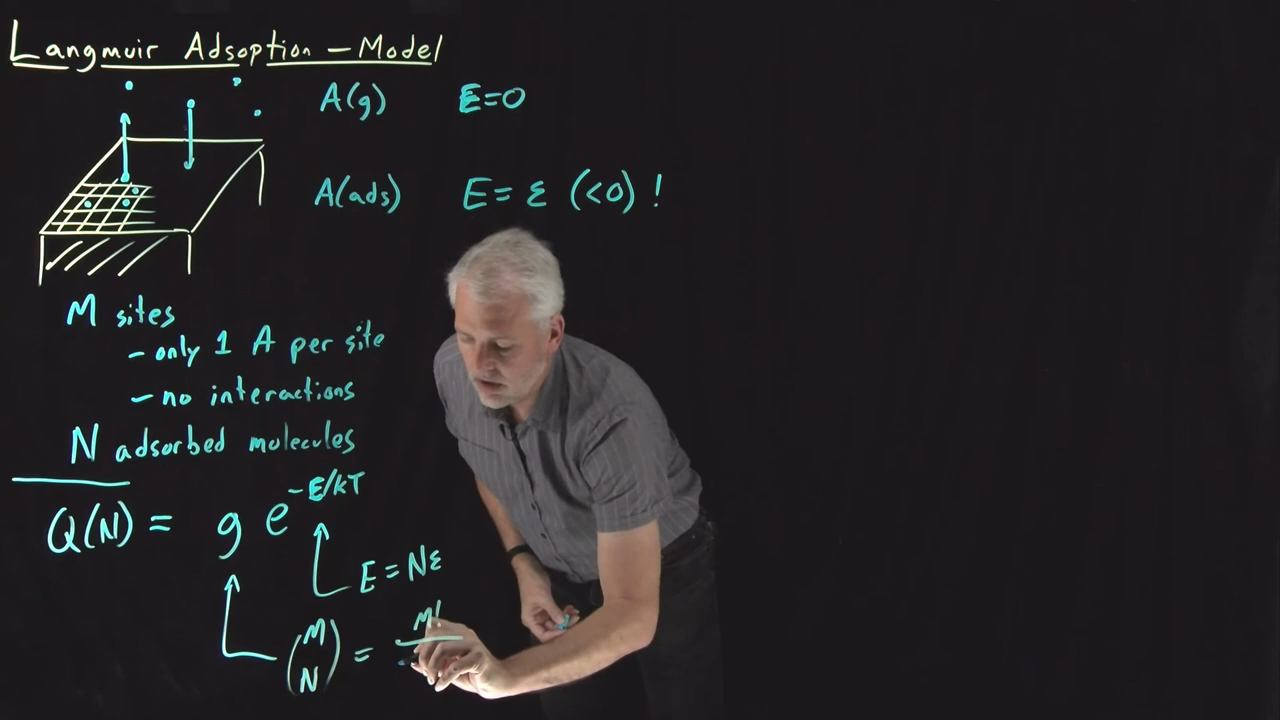 Langmuir Adsoption - Model
A(g) E=0
A(ads) E= ε (<0) !
M sites
- only 1 A per site
- no interactions
N adsorbed molecules
Q(N) = g e^-E/kT
E = Nε
(M N) = M!